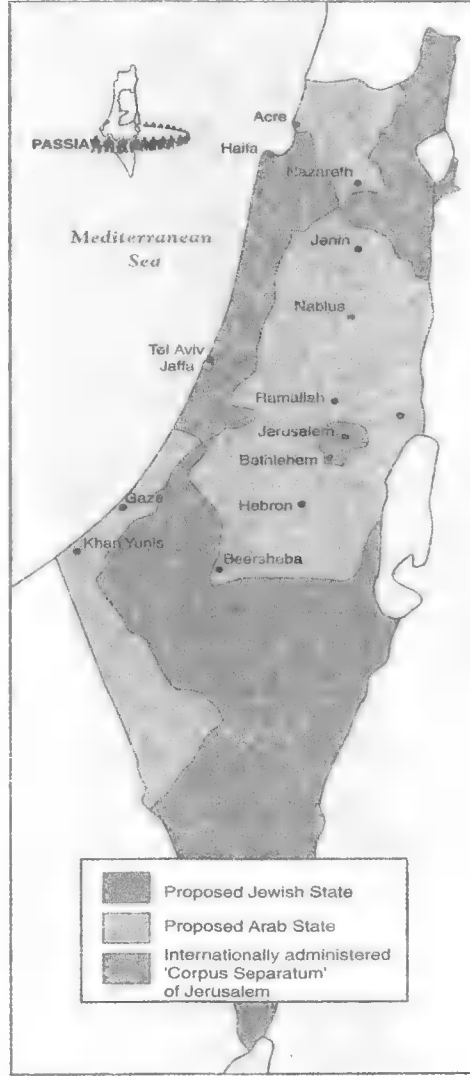 PASSIA
Acre
Haifa
Nazareth
Mediterranean
Sea
Jenin
Nablus
Tel Aviv
Jaffa
Ramallah
Jerusalem
Bethlehem
Gaza
Hebron
Khan Yunis
Beersheba
Proposed Jewish State
Proposed Arab State
Internationally administered
'Corpus Separatum'
of Jerusalem